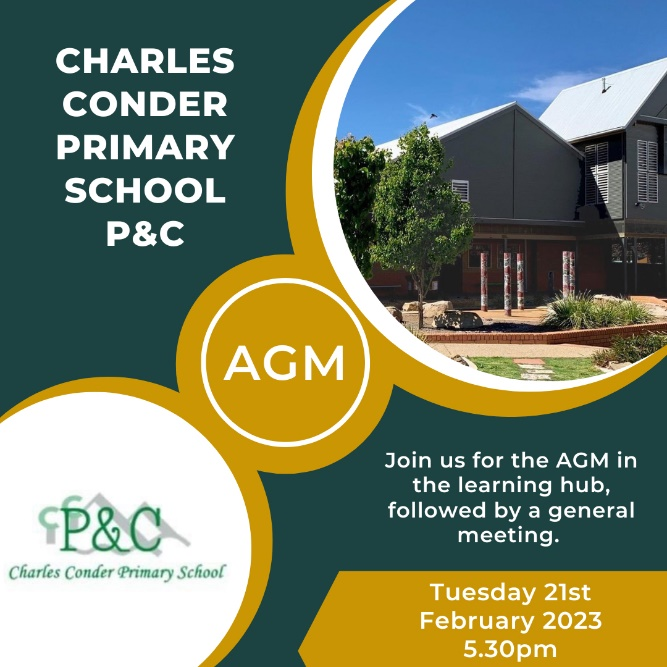 CHARLES
CONDER
PRIMARY
SCHOOL
P&C
AGM
P&C
Charles Conder Primary School
Join us for the AGM in
the learning hub,
followed by a general
meeting.
Tuesday 21st
February 2023
5.30pm